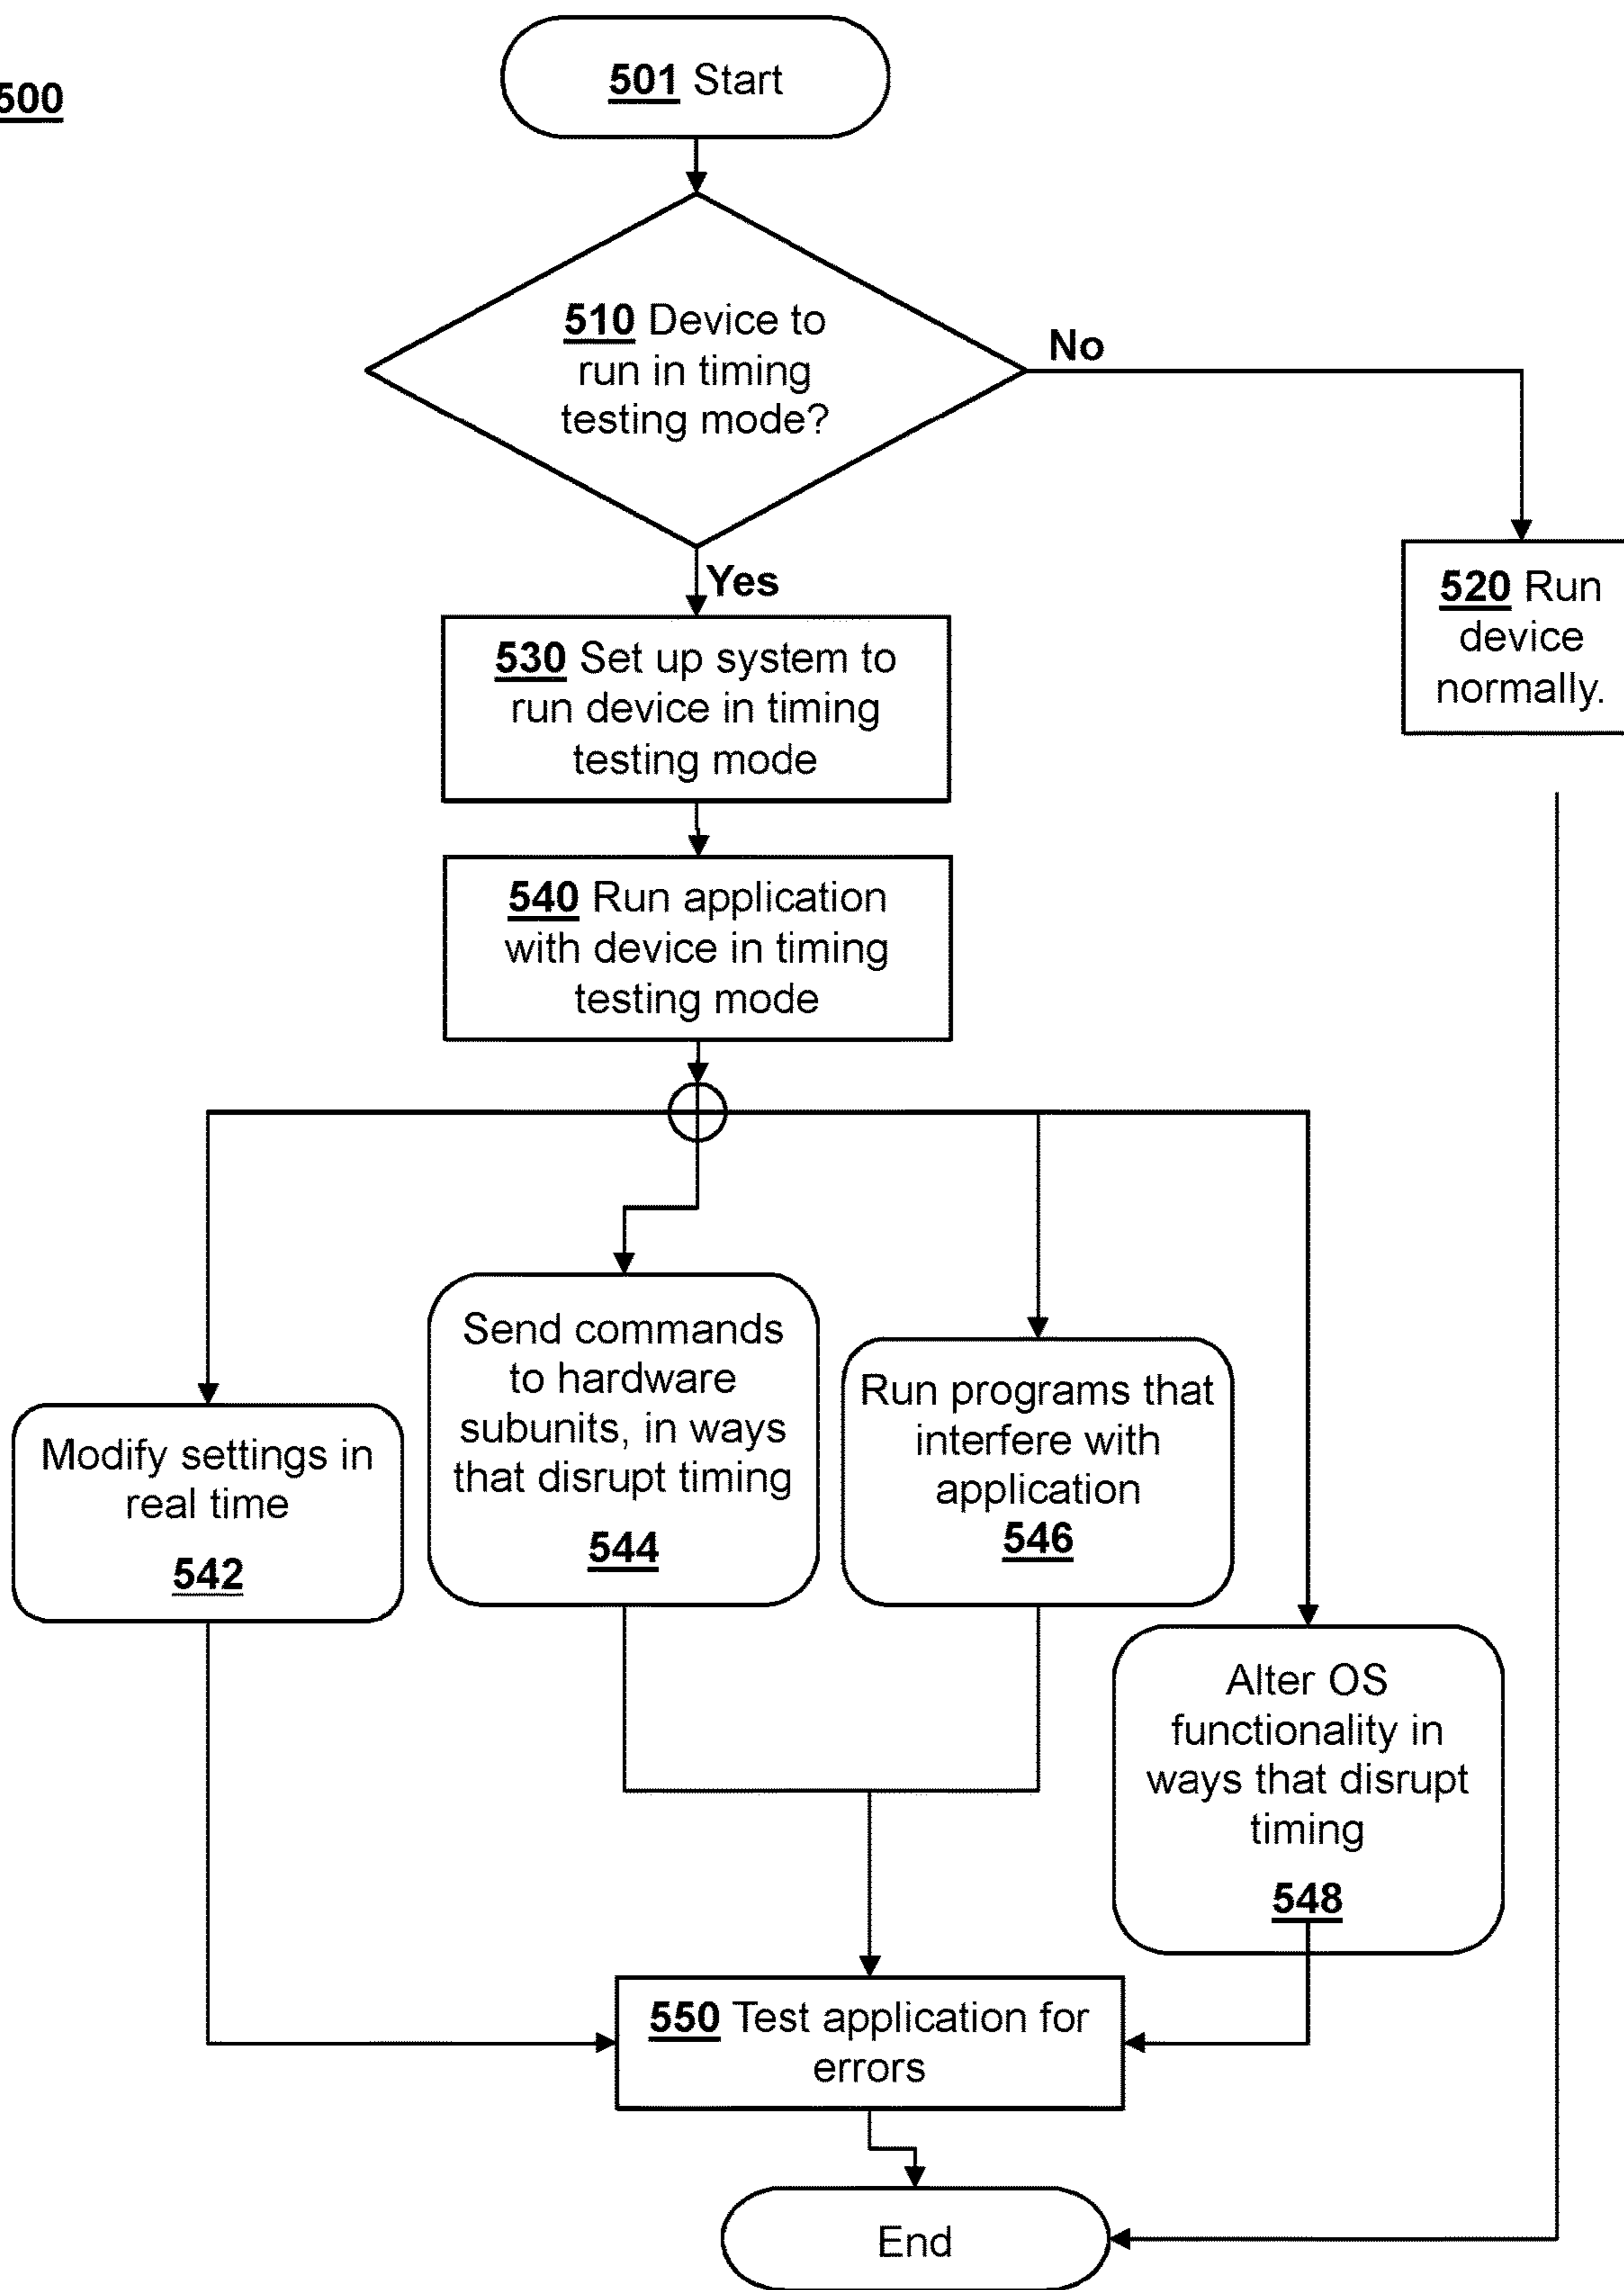 500
501 Start
510 Device to
run in timing
testing mode?
No
Yes
520 Run
device
normally.
530 Set up system to
run device in timing
testing mode
540 Run application
with device in timing
testing mode
Modify settings in
real time
542
Send commands
to hardware
subunits, in ways
that disrupt timing
544
Run programs that
interfere with
application
546
Alter OS
functionality in
ways that disrupt
timing
548
550 Test application for
errors
End